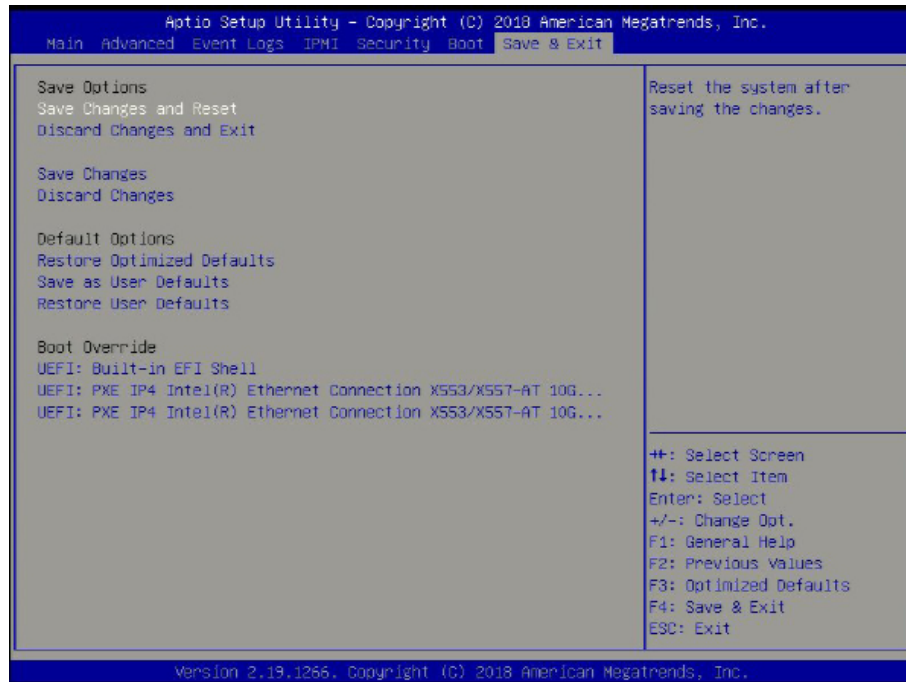 Aptio Setup Utility – Copyright (C) 2018 American Megatrends, Inc.
Main Advanced Event Logs IPMI Security Boot Save & Exit
Save Options
Save Changes and Reset
Discard Changes and Exit
Save Changes
Discard Changes
Default Options
Restore Optimized Defaults
Save as User Defaults
Restore User Defaults
Boot Override
UEFI: Built-in EFI Shell
UEFI: PXE IP4 Intel(R) Ethernet Connection X553/X557-AT 10G...
UEFI: PXE IP4 Intel(R) Ethernet Connection X553/X557-AT 10G...
Reset the system after
saving the changes.
→←: Select Screen
↑↓: Select Item
Enter: Select
+/-: Change Opt.
F1: General Help
F2: Previous Values
F3: Optimized Defaults
F4: Save & Exit
ESC: Exit
Version 2.19.1266. Copyright (C) 2018 American Megatrends, Inc.